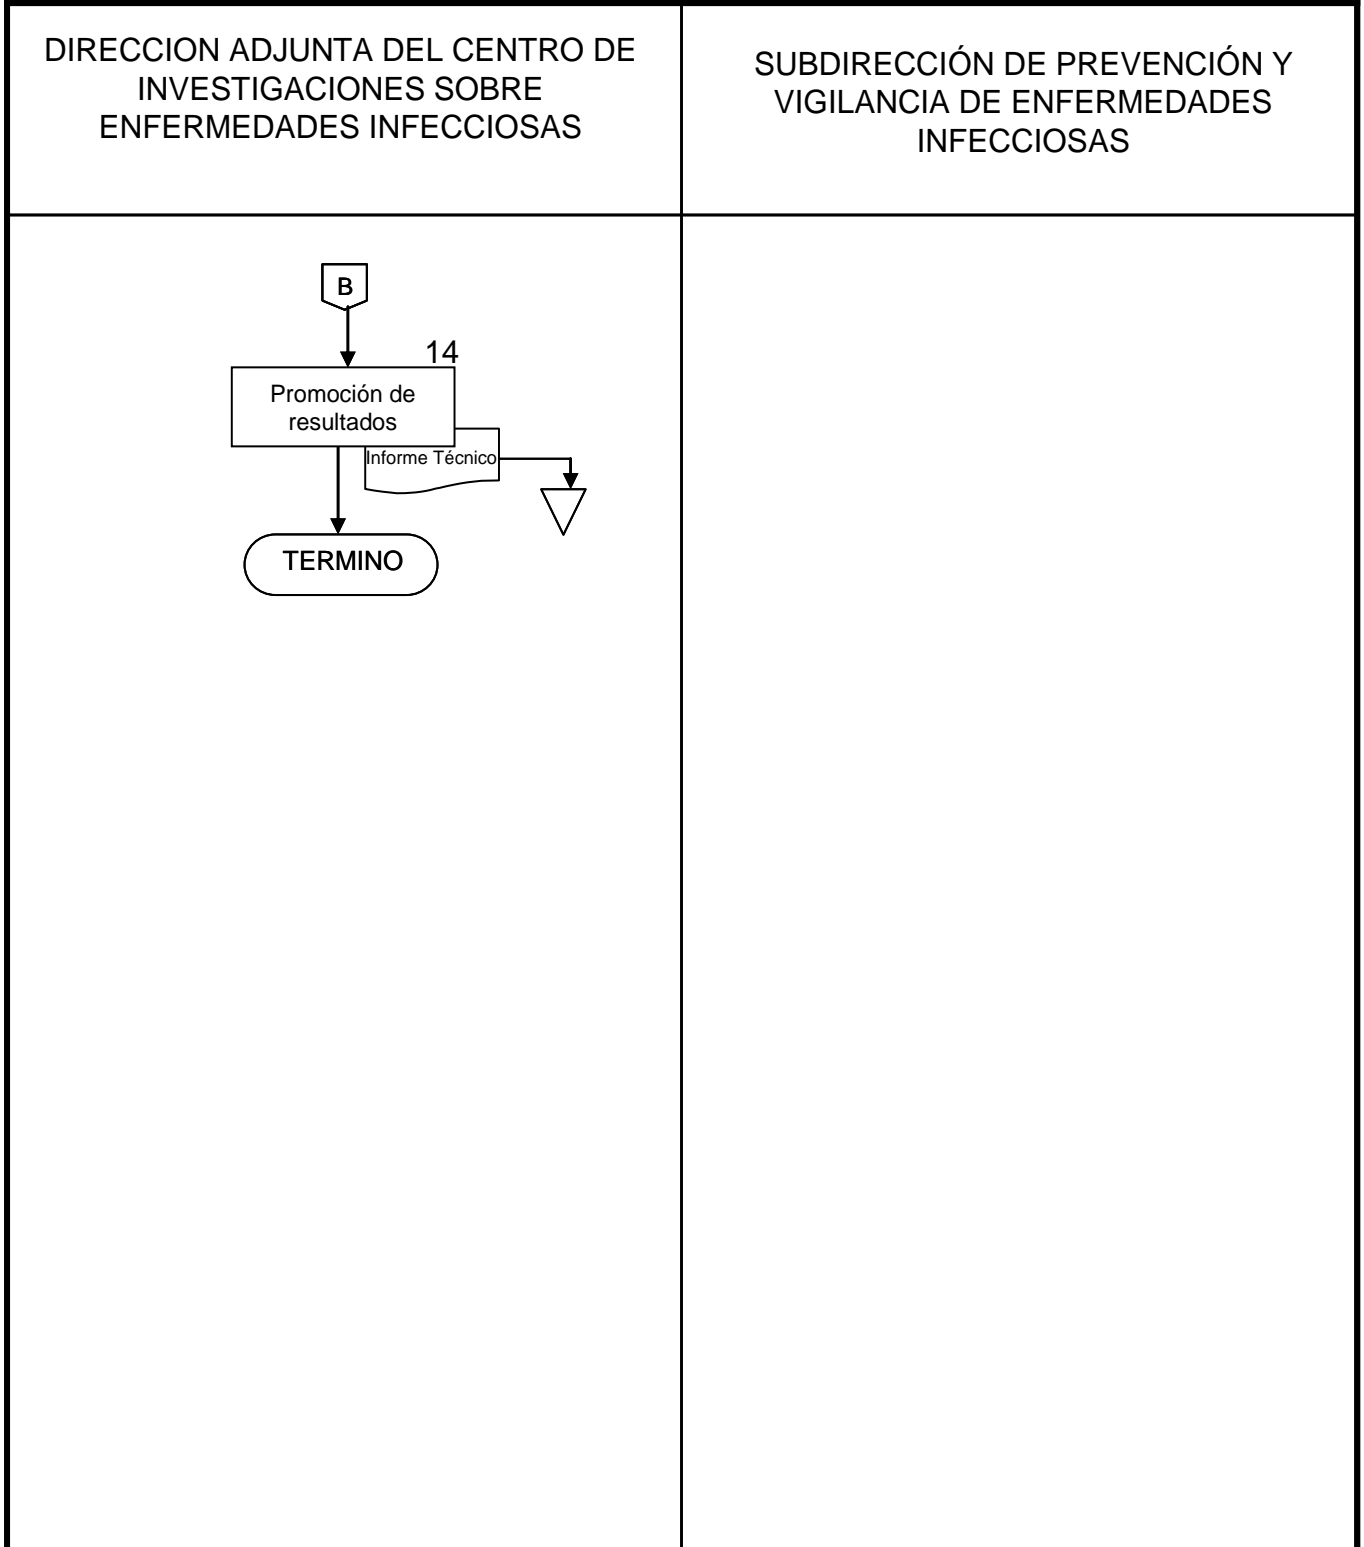 DIRECCION ADJUNTA DEL CENTRO DE
INVESTIGACIONES SOBRE
ENFERMEDADES INFECCIOSAS
SUBDIRECCIÓN DE PREVENCIÓN Y
VIGILANCIA DE ENFERMEDADES
INFECCIOSAS
B
14
Promoción de
resultados
Informe Técnico
TERMINO